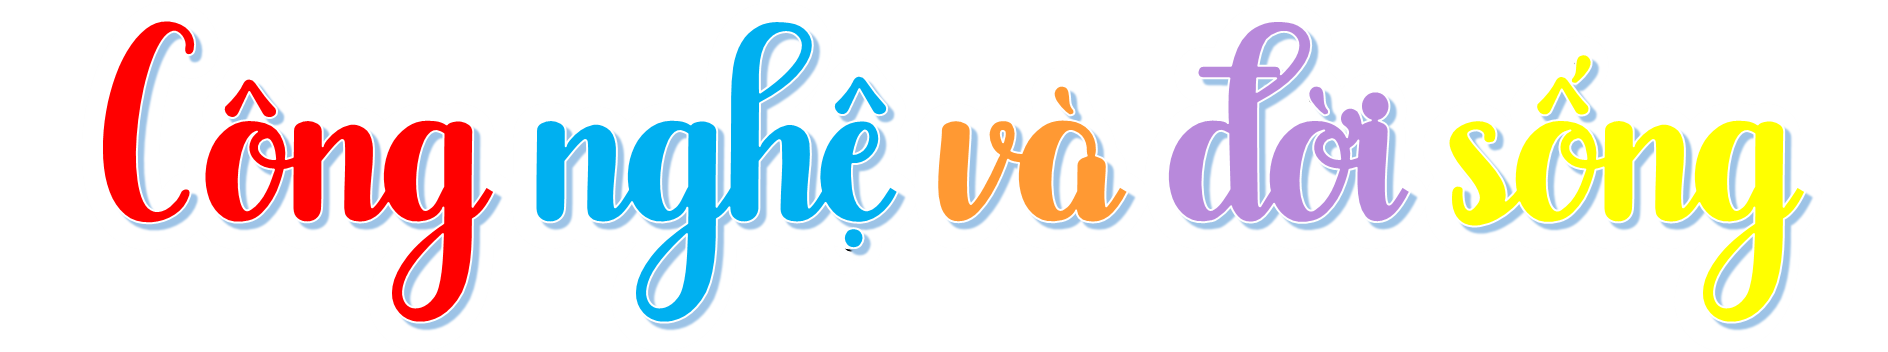 Công nghệ và đời sống